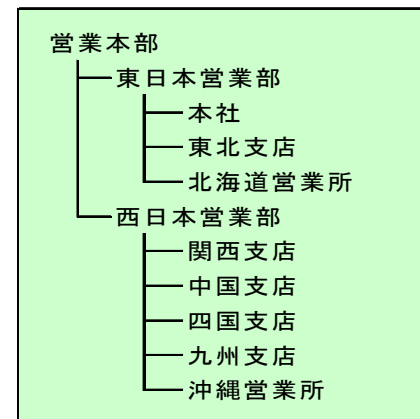 営業本部
東日本営業部
本社
東北支店
北海道営業所
西日本営業部
関西支店
中国支店
四国支店
九州支店
沖縄営業所